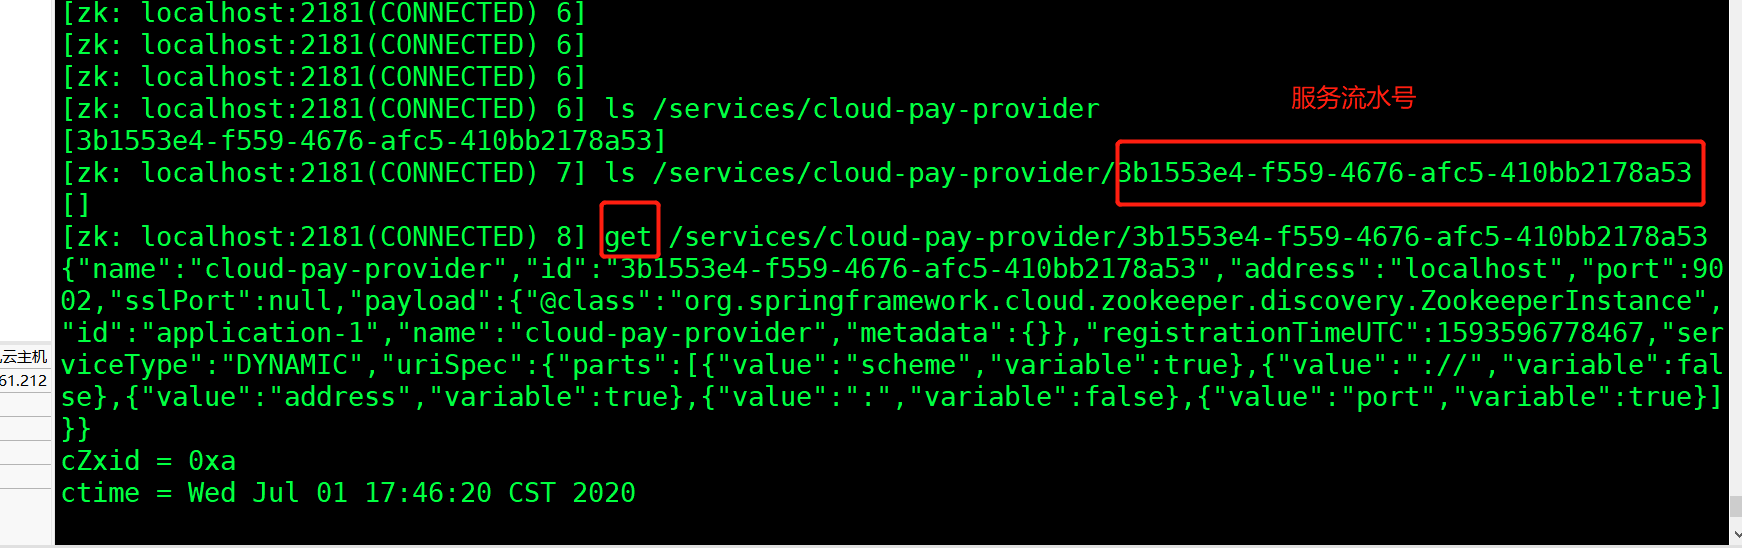 [zk: localhost:2181(CONNECTED) 6]
[zk: localhost:2181(CONNECTED) 6]
[zk: localhost:2181(CONNECTED) 6]
[zk: localhost:2181(CONNECTED) 6] ls /services/cloud-pay-provider
服务流水号
[3b1553e4-f559-4676-afc5-410bb2178a53]
[zk: localhost:2181(CONNECTED) 7] ls /services/cloud-pay-provider/3b1553e4-f559-4676-afc5-410bb2178a53
[]
[zk: localhost:2181(CONNECTED) 8] get /services/cloud-pay-provider/3b1553e4-f559-4676-afc5-410bb2178a53
{"name":"cloud-pay-provider","id":"3b1553e4-f559-4676-afc5-410bb2178a53","address":"localhost","port":90
02,"sslPort":null,"payload":{"@class":"org.springframework.cloud.zookeeper.discovery.ZookeeperInstance",
"id":"application-1","name":"cloud-pay-provider","metadata":{}},"registrationTimeUTC":1593596778467,"ser
viceType":"DYNAMIC","uriSpec":{"parts":[{"value":"scheme","variable":true},{"value":"://","variable":fal
se},{"value":"address","variable":true},{"value":":","variable":false},{"value":"port","variable":true}]
}}
cZxid = 0xa
ctime = Wed Jul 01 17:46:20 CST 2020
云主机
61.212